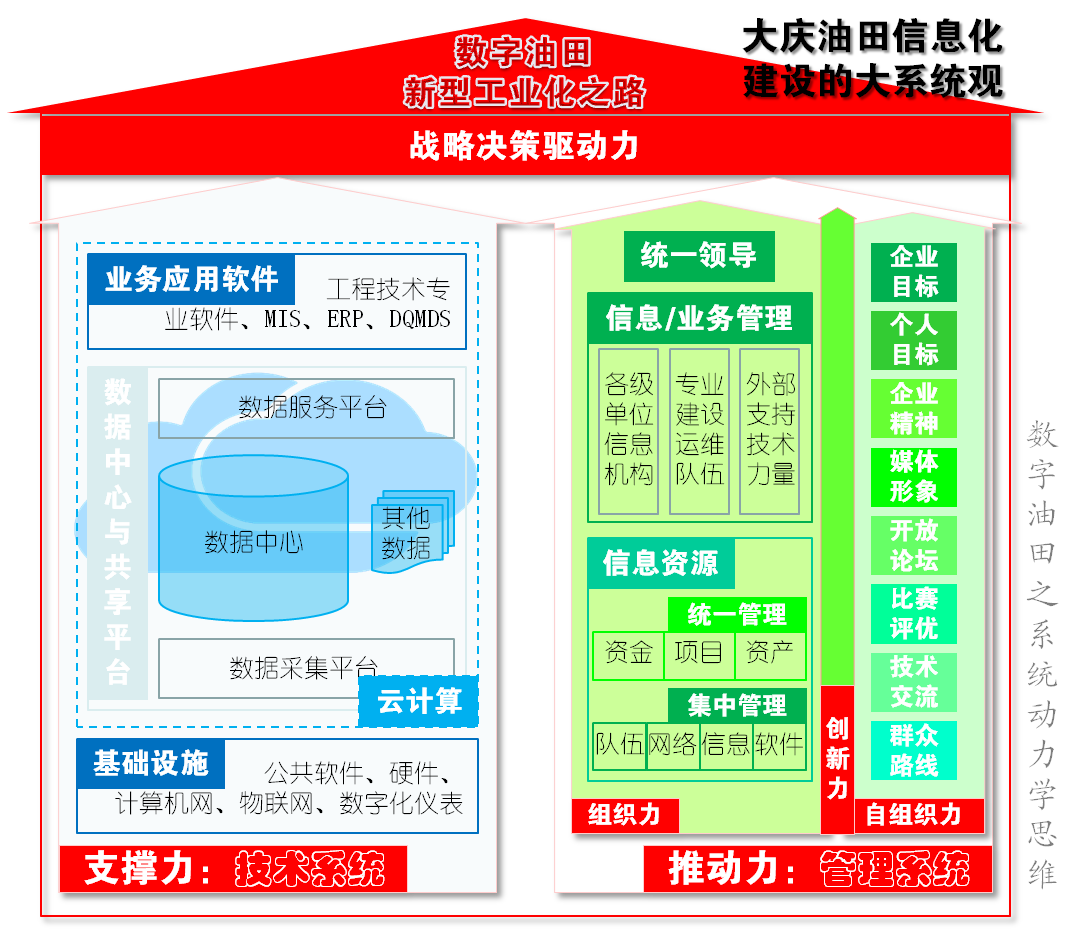 大庆油田信息化
建设的大系统观
数字油田
新型工业化之路
战略决策驱动力
业务应用软件
工程技术专
业软件、MIS、ERP、DQMDS
数据中心与共享平台
数据服务平台
数据中心
其他
数据
数据采集平台
云计算
基础设施
公共软件、硬件、
计算机网、物联网、数字化仪表
支撑力：技术系统
统一领导
信息/业务管理
各级
单位
信息
机构
专业
建设
运维
队伍
外部
支持
技术
力量
信息资源
统一管理
资金
项目
资产
集中管理
队伍
网络
信息
软件
组织力
创新力
企业
目标
个人
目标
企业
精神
媒体
形象
开放
论坛
比赛
评优
技术
交流
群众
路线
自组织力
推动力：管理系统
数字油田之系统动力学思维